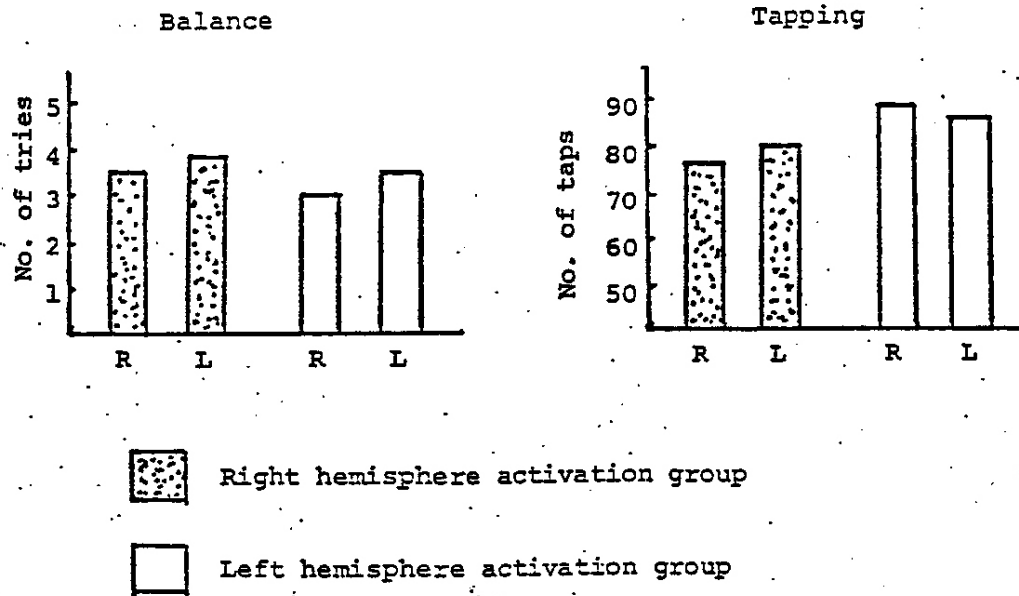 Balance
No. of tries
5
4
3
2
1
R L R L
Tapping
No. of taps
90
80
70
60
50
R L R L
Right hemisphere activation group
Left hemisphere activation group